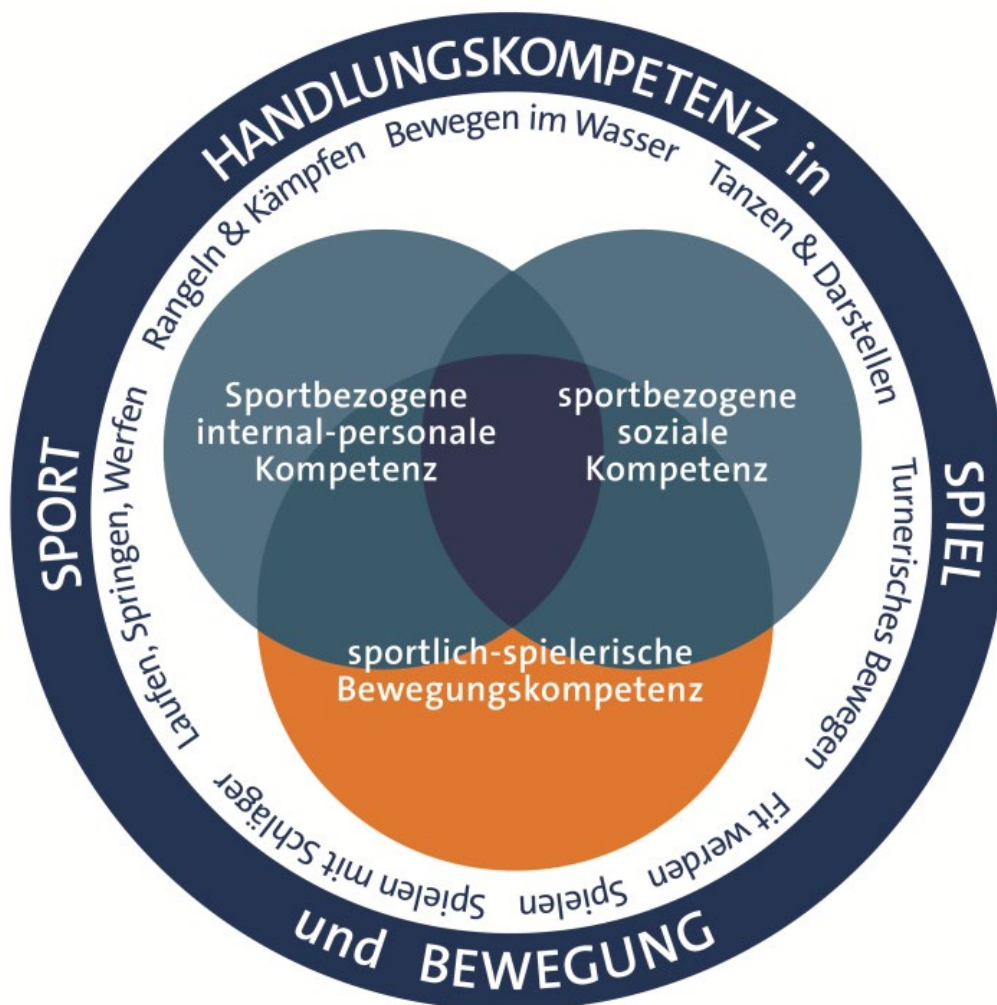 HANDLUNGSKOMPETENZ in
SPIEL
und BEWEGUNG
SPORT
Bewegen im Wasser
Tanzen & Darstellen
Turnerisches Bewegen
Fit werden
Spielen
Spielen mit Schläger
Laufen, Springen, Werfen
Rangeln & Kämpfen
Sportbezogene
internal-personale
Kompetenz
sportbezogene
soziale
Kompetenz
sportlich-spielerische
Bewegungskompetenz